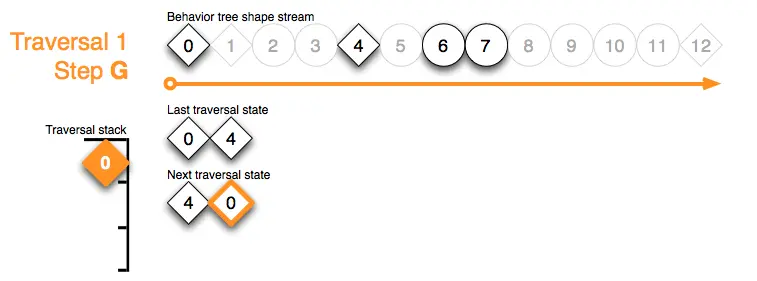 Behavior tree shape stream
Traversal 1
Step G
0 1 2 3 4 5 6 7 8 9 10 11 12
Last traversal state
0 4
Traversal stack
0
Next traversal state
4 0